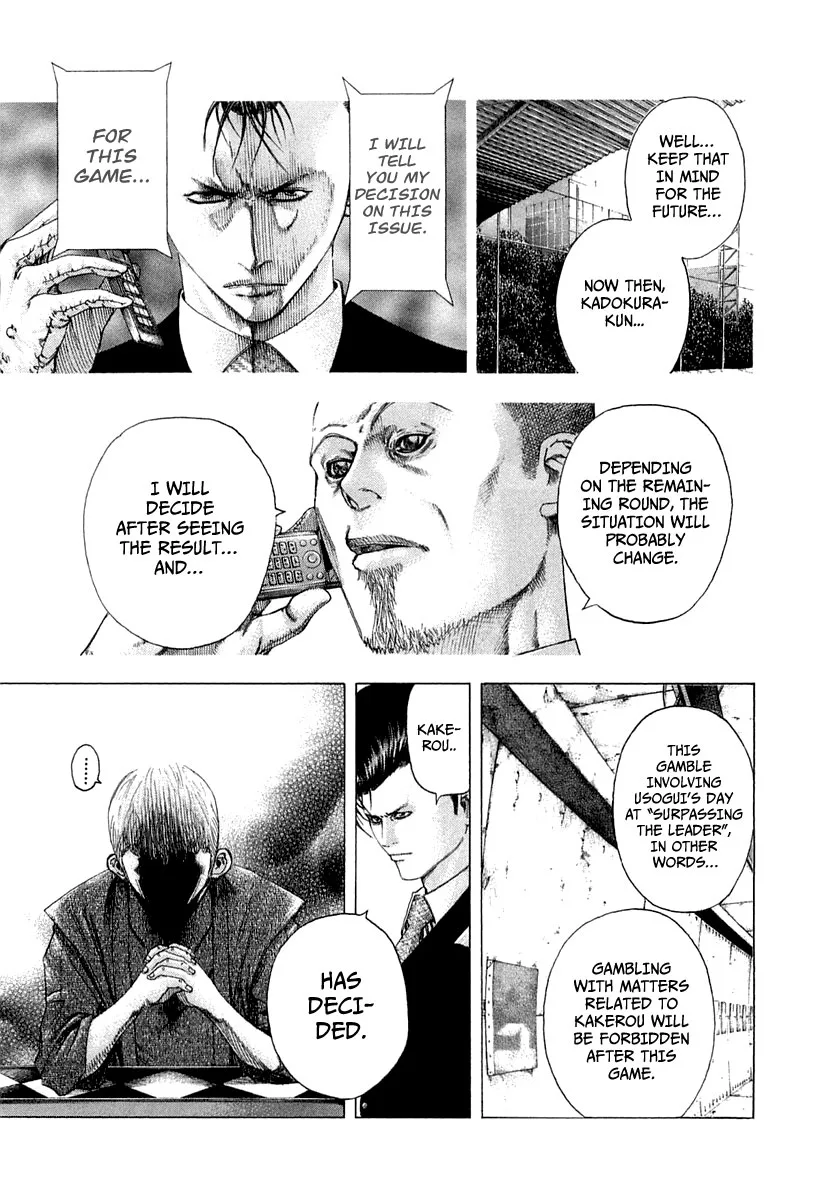 WELL...
KEEP THAT
IN MIND
FOR THE
FUTURE...
NOW THEN,
KADOKURA-
KUN...
I WILL
TELL
YOU MY
DECISION
ON THIS
ISSUE.
FOR
THIS
GAME...
DEPENDING
ON THE
REMAIN-
ING ROUND, THE
SITUATION WILL
PROBABLY
CHANGE.
I WILL
DECIDE
AFTER SEEING
THE RESULT...
AND...
THIS
GAMBLE
INVOLVING
USOGUI'S DAY
AT "SURPASSING
THE LEADER",
IN OTHER
WORDS...
GAMBLING
WITH MATTERS
RELATED TO
KAKEROU WILL
BE FORBIDDEN
AFTER THIS
GAME.
KAKE-
ROU..
HAS
DECI-
DED.
....